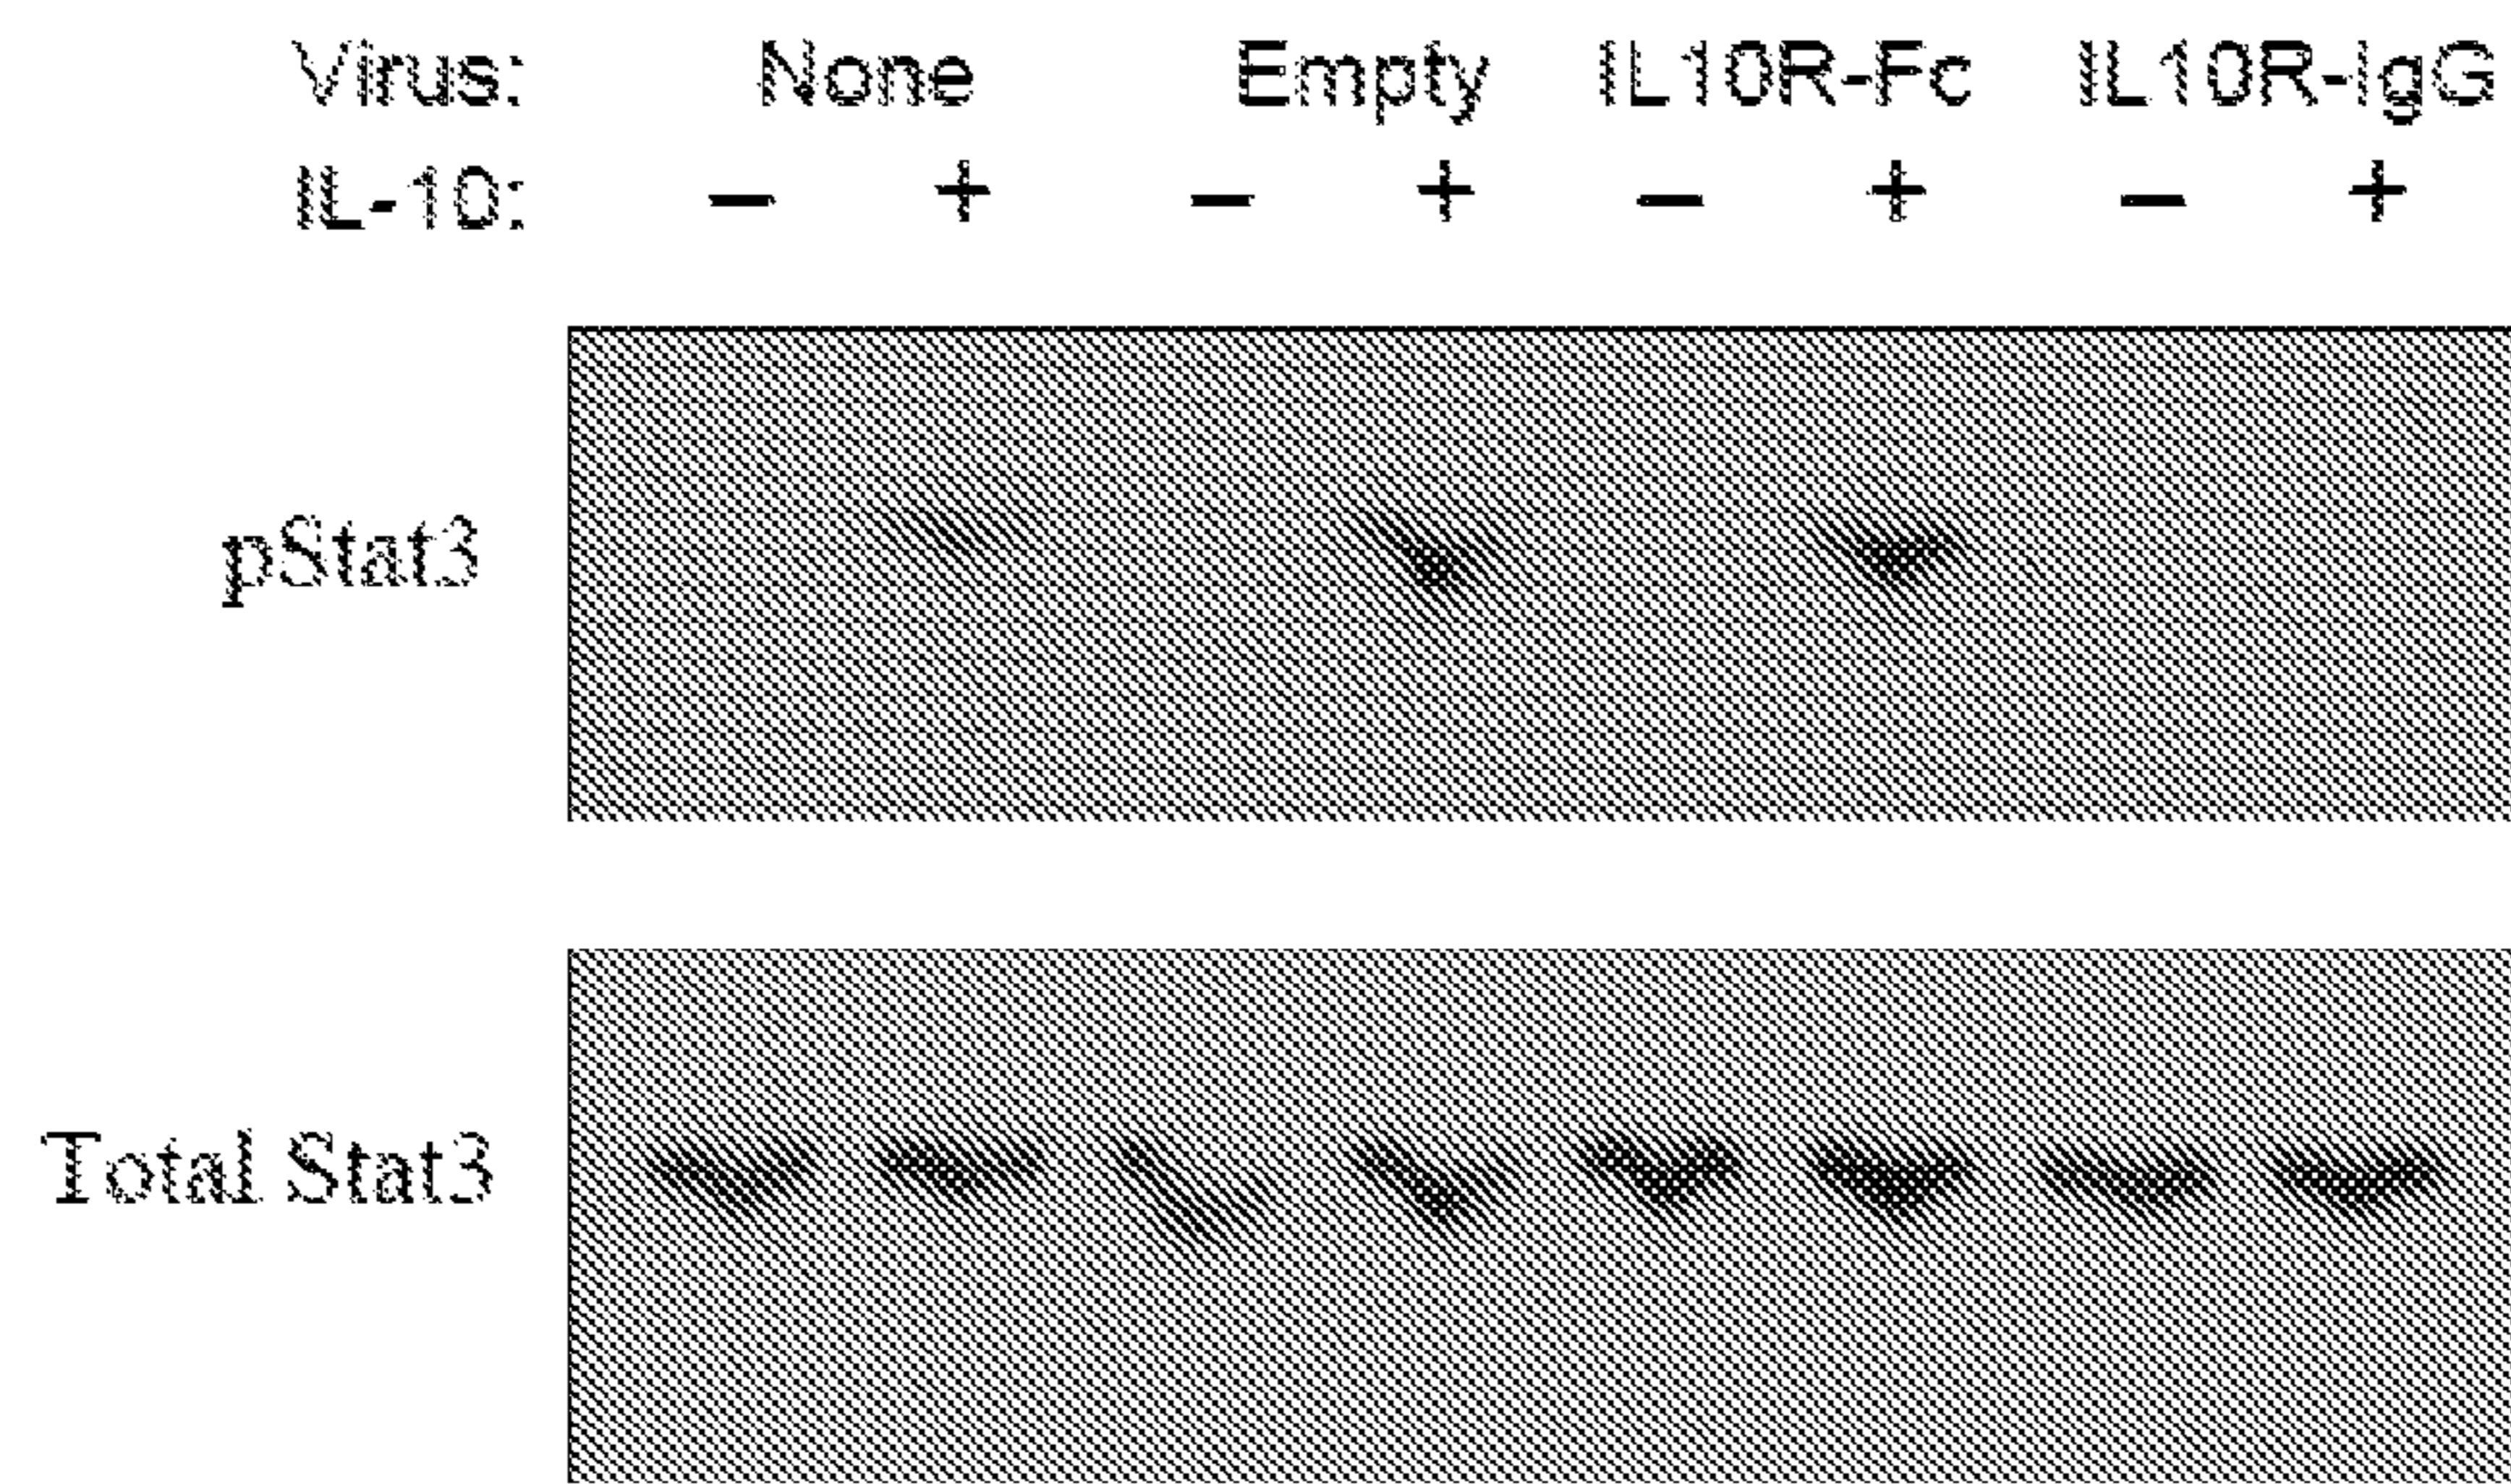 Virus: None Empty IL10R-Fc IL10R-IgG
IL-10: – + – + – + – +
pStat3
Total Stat3